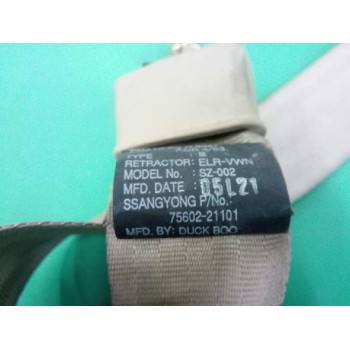 TYPE : B
RETRACTOR: ELR-VWN
MODEL No. : SZ-002
MFD. DATE : 05L21
SSANGYONG P/No.:
75602-21101
MFD. BY: DUCK BOO